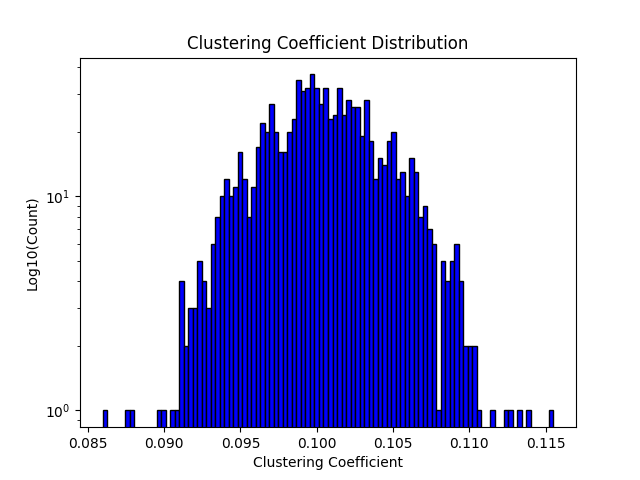 Clustering Coefficient Distribution
Log10(Count)
10¹
10⁰
0.085 0.090 0.095 0.100 0.105 0.110 0.115
Clustering Coefficient